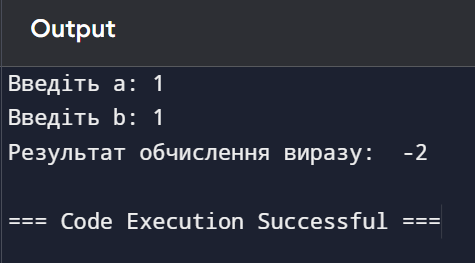 Output
Введіть a: 1
Введіть b: 1
Результат обчислення виразу:  -2
=== Code Execution Successful ===